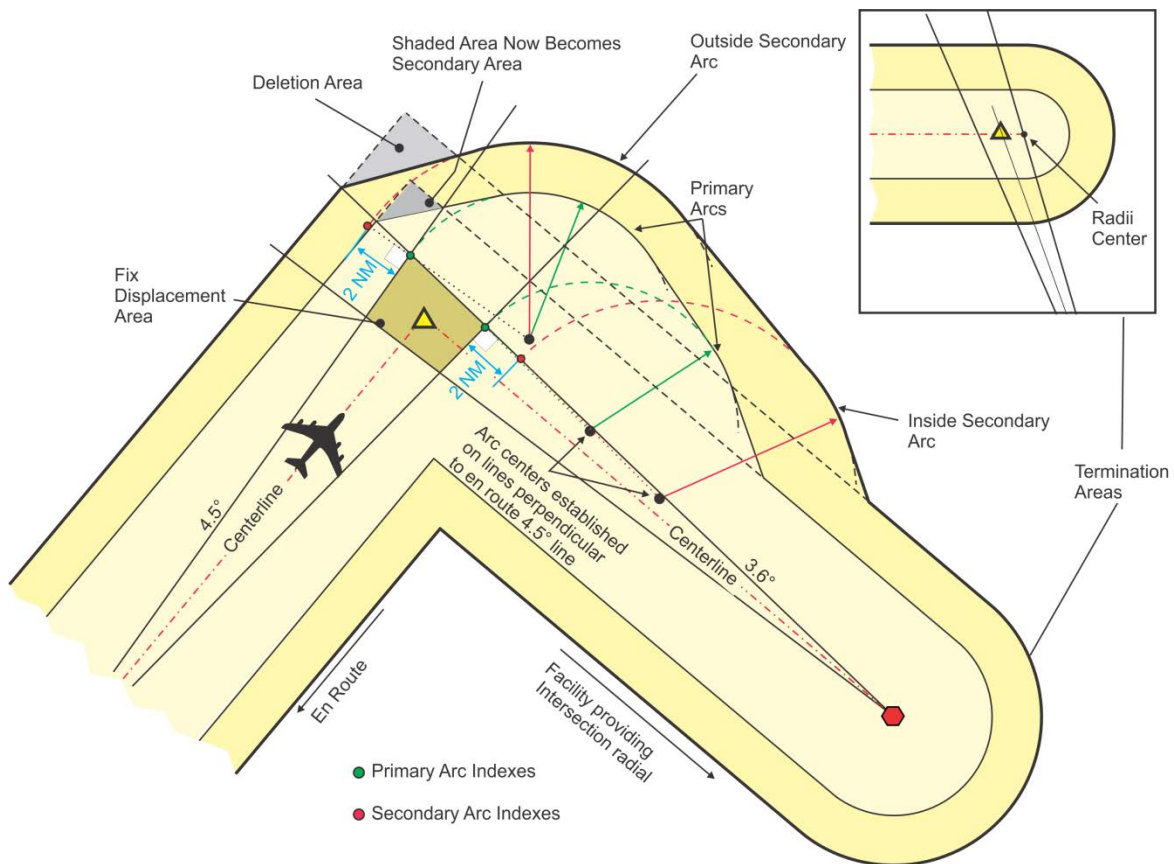 Shaded Area Now Becomes
Secondary Area
Outside Secondary
Arc
Deletion Area
Primary
Arcs
Radii
Center
2 NM
Fix
Displacement
Area
2 NM
Inside Secondary
Arc
Arc centers established
on lines perpendicular
to en route 4.5° line
Termination
Areas
4.5°
Centerline
Centerline
3.6°
En Route
Facility providing
Intersection radial
Primary Arc Indexes
Secondary Arc Indexes